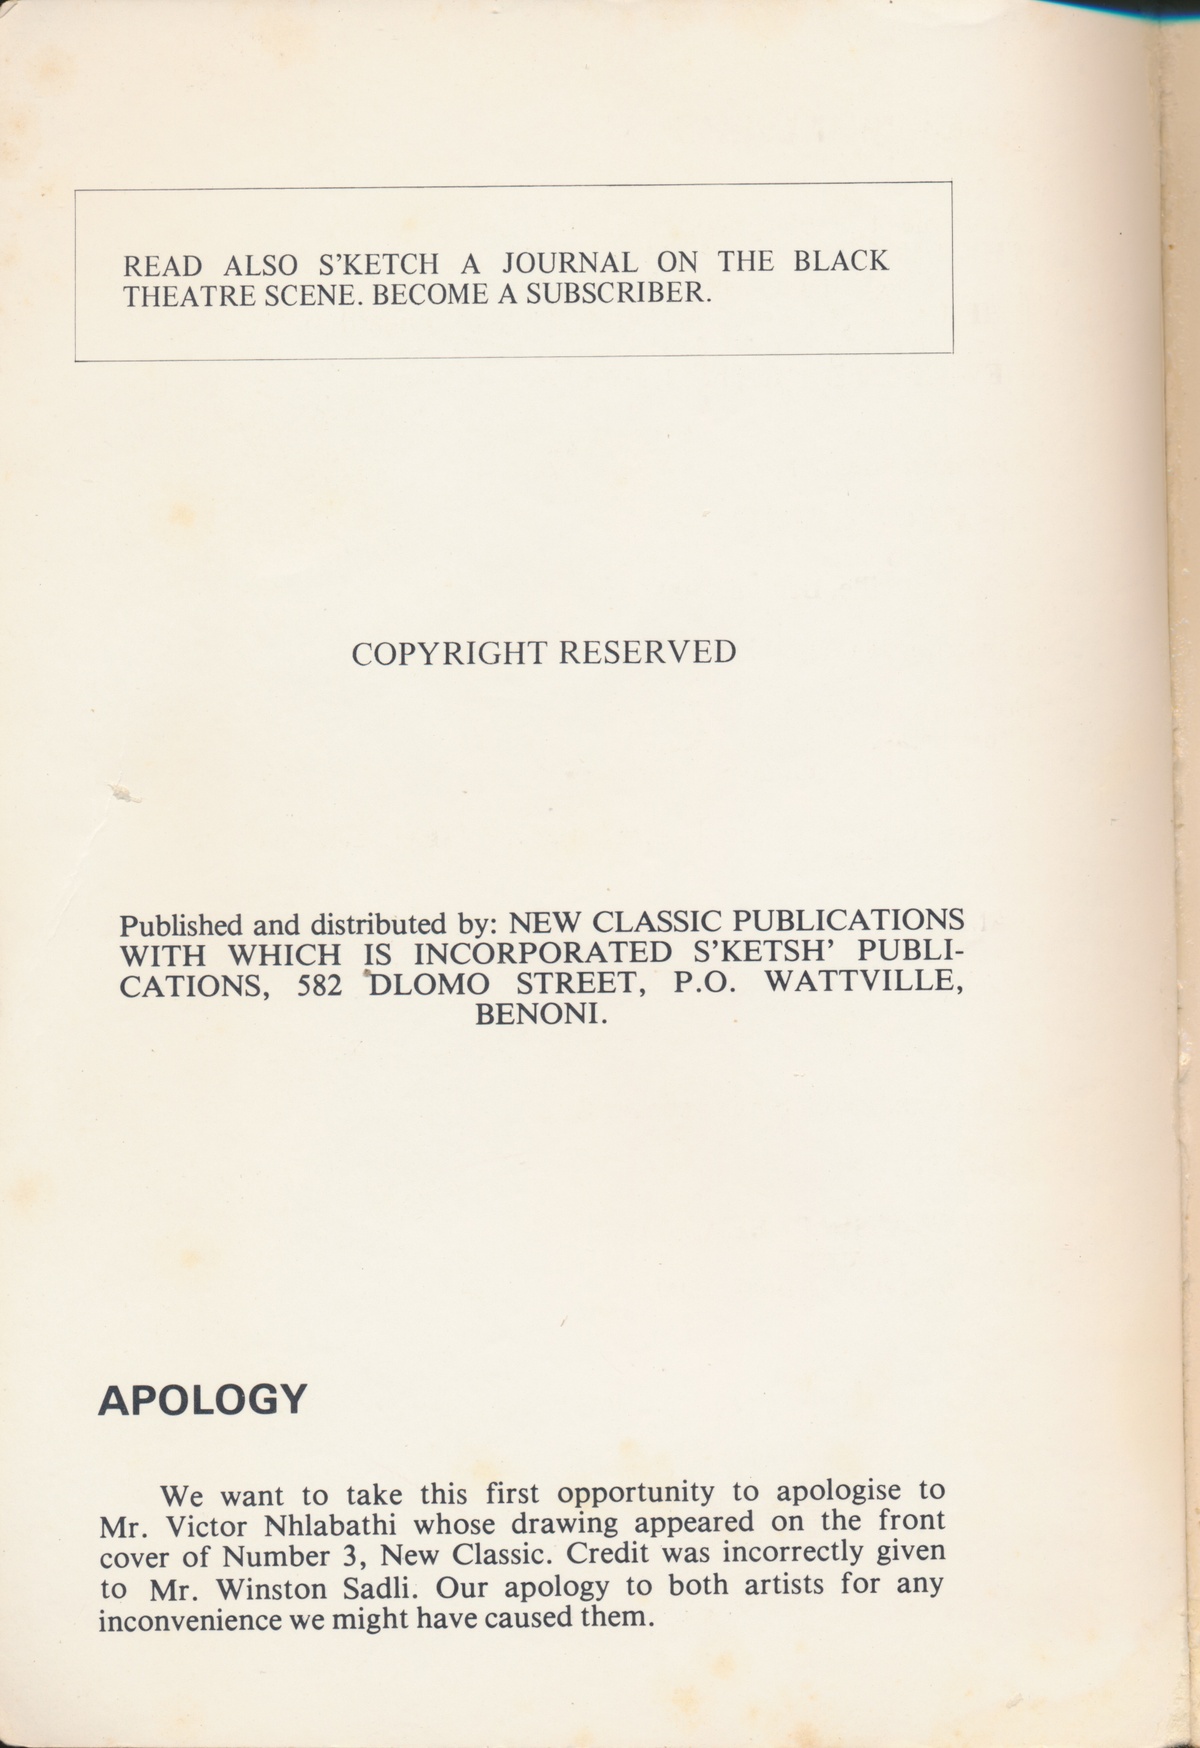 READ ALSO S'KETCH A JOURNAL ON THE BLACK
THEATRE SCENE. BECOME A SUBSCRIBER.
COPYRIGHT RESERVED
Published and distributed by: NEW CLASSIC PUBLICATIONS
WITH WHICH IS INCORPORATED S'KETSH' PUBLI-
CATIONS, 582 DLOMO STREET, P.O. WATTVILLE,
BENONI.
APOLOGY
We want to take this first opportunity to apologise to
Mr. Victor Nhlabathi whose drawing appeared on the front
cover of Number 3, New Classic. Credit was incorrectly given
to Mr. Winston Sadli. Our apology to both artists for any
inconvenience we might have caused them.